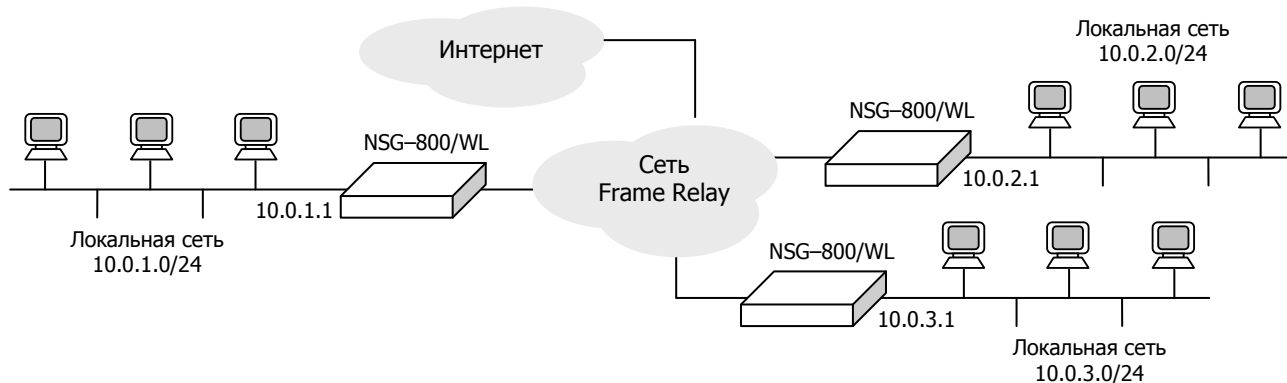 Интернет
Локальная сеть
10.0.2.0/24
NSG–800/WL
NSG–800/WL
Сеть
Frame Relay
10.0.2.1
10.0.1.1
Локальная сеть
10.0.1.0/24
NSG–800/WL
10.0.3.1
Локальная сеть
10.0.3.0/24